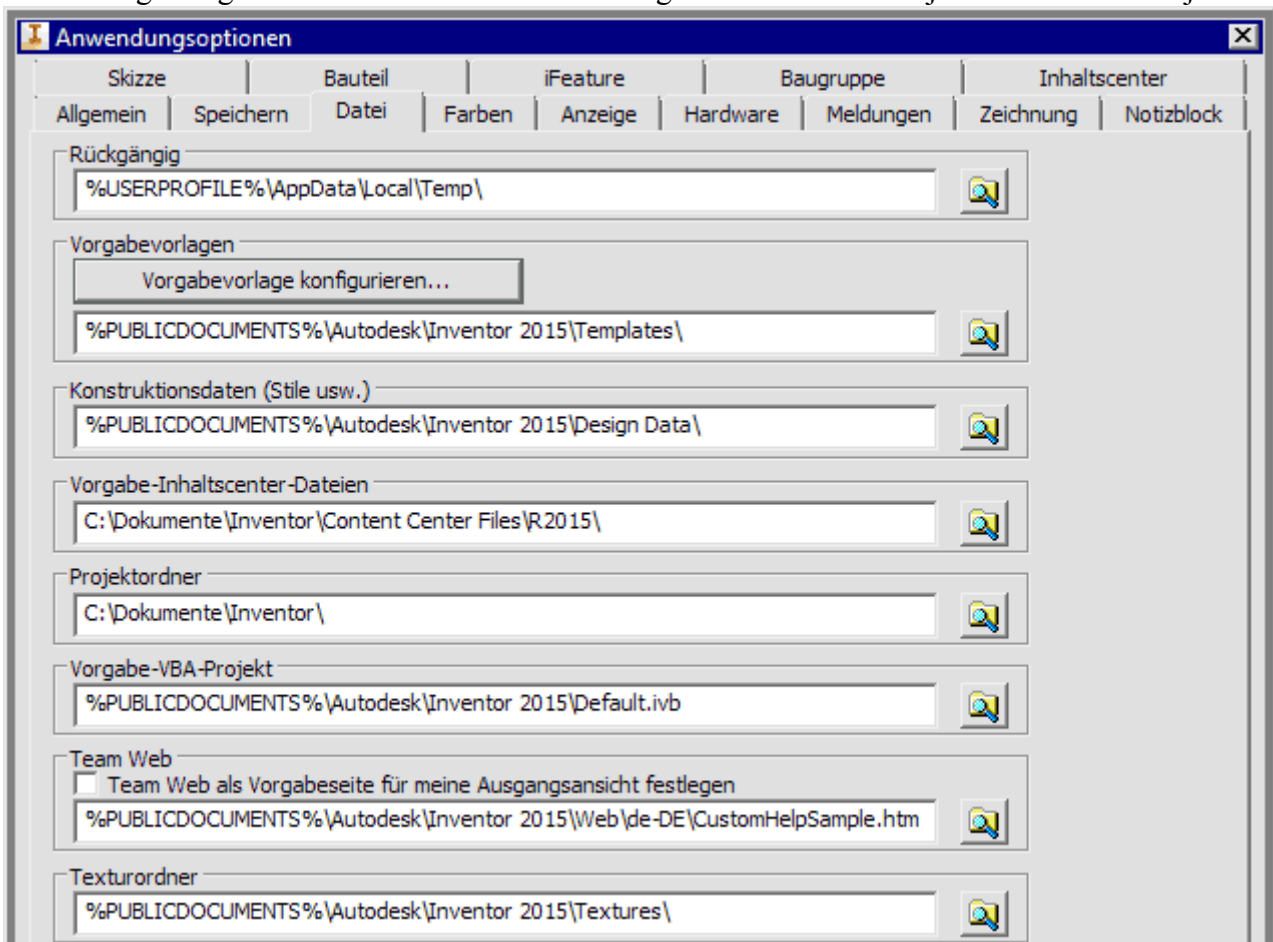 Anwendungsoptionen
Skizze Bauteil iFeature Baugruppe Inhaltscenter
Allgemein Speichern Datei Farben Anzeige Hardware Meldungen Zeichnung Notizblock
Rückgängig
%USERPROFILE%\AppData\Local\Temp\
Vorgabevorlagen
Vorgabevorlage konfigurieren...
%PUBLICDOCUMENTS%\Autodesk\Inventor 2015\Templates\
Konstruktionsdaten (Stile usw.)
%PUBLICDOCUMENTS%\Autodesk\Inventor 2015\Design Data\
Vorgabe-Inhaltscenter-Dateien
C:\Dokumente\Inventor\Content Center Files\R2015\
Projektordner
C:\Dokumente\Inventor\
Vorgabe-VBA-Projekt
%PUBLICDOCUMENTS%\Autodesk\Inventor 2015\Default.ivb
Team Web
Team Web als Vorgabeseite für meine Ausgangsansicht festlegen
%PUBLICDOCUMENTS%\Autodesk\Inventor 2015\Web\de-DE\CustomHelpSample.htm
Texturordner
%PUBLICDOCUMENTS%\Autodesk\Inventor 2015\Textures\